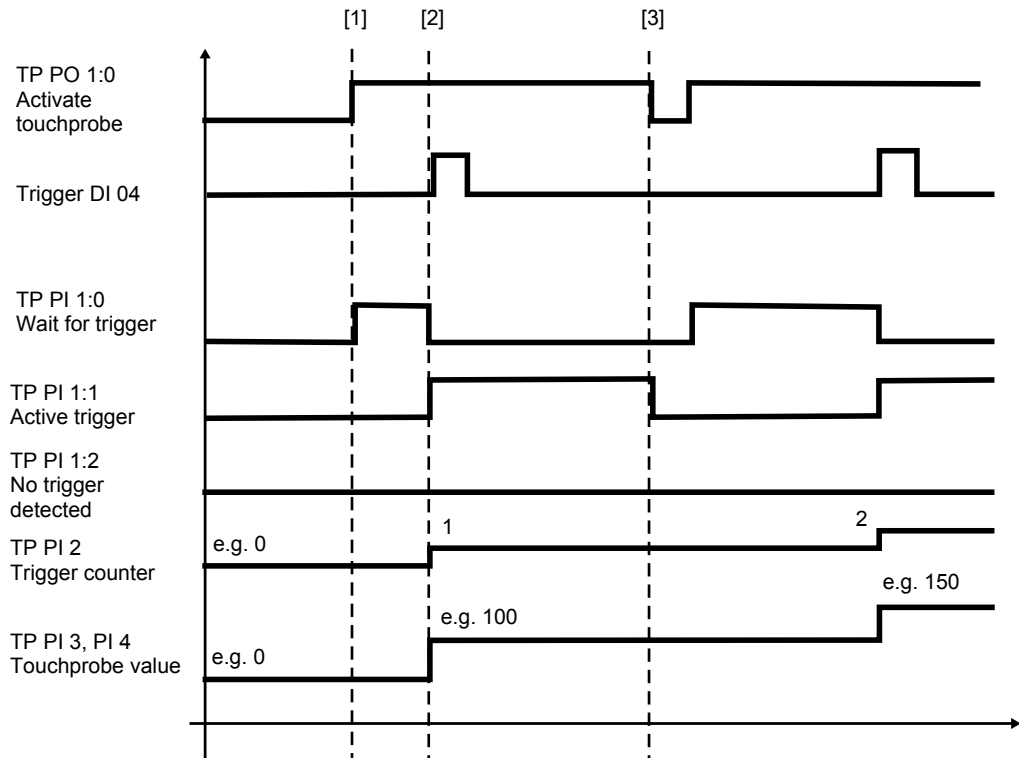 [1]
[2]
[3]
TP PO 1:0
Activate
touchprobe
Trigger DI 04
TP PI 1:0
Wait for trigger
TP PI 1:1
Active trigger
TP PI 1:2
No trigger
detected
TP PI 2
Trigger counter
e.g. 0
1
2
TP PI 3, PI 4
Touchprobe value
e.g. 0
e.g. 100
e.g. 150